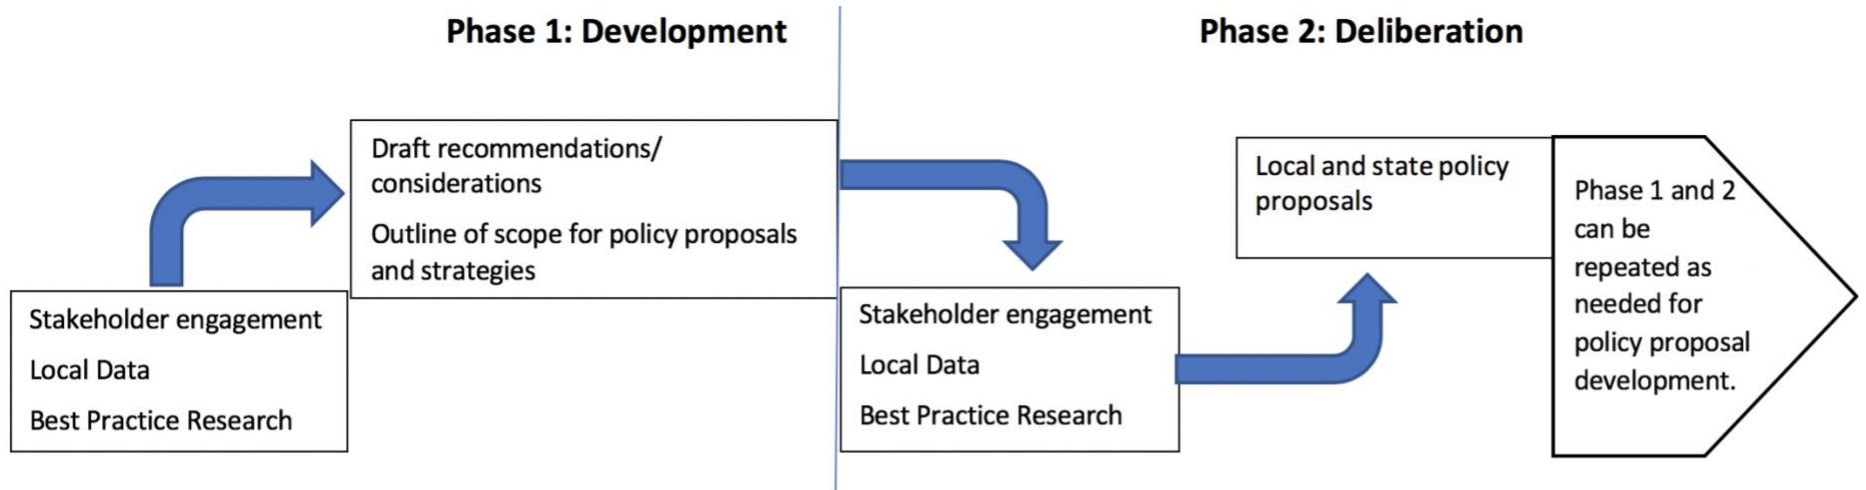 Phase 1: Development
Stakeholder engagement
Local Data
Best Practice Research
Draft recommendations/
considerations
Outline of scope for policy proposals
and strategies
Phase 2: Deliberation
Stakeholder engagement
Local Data
Best Practice Research
Local and state policy
proposals
Phase 1 and 2
can be
repeated as
needed for
policy proposal
development.